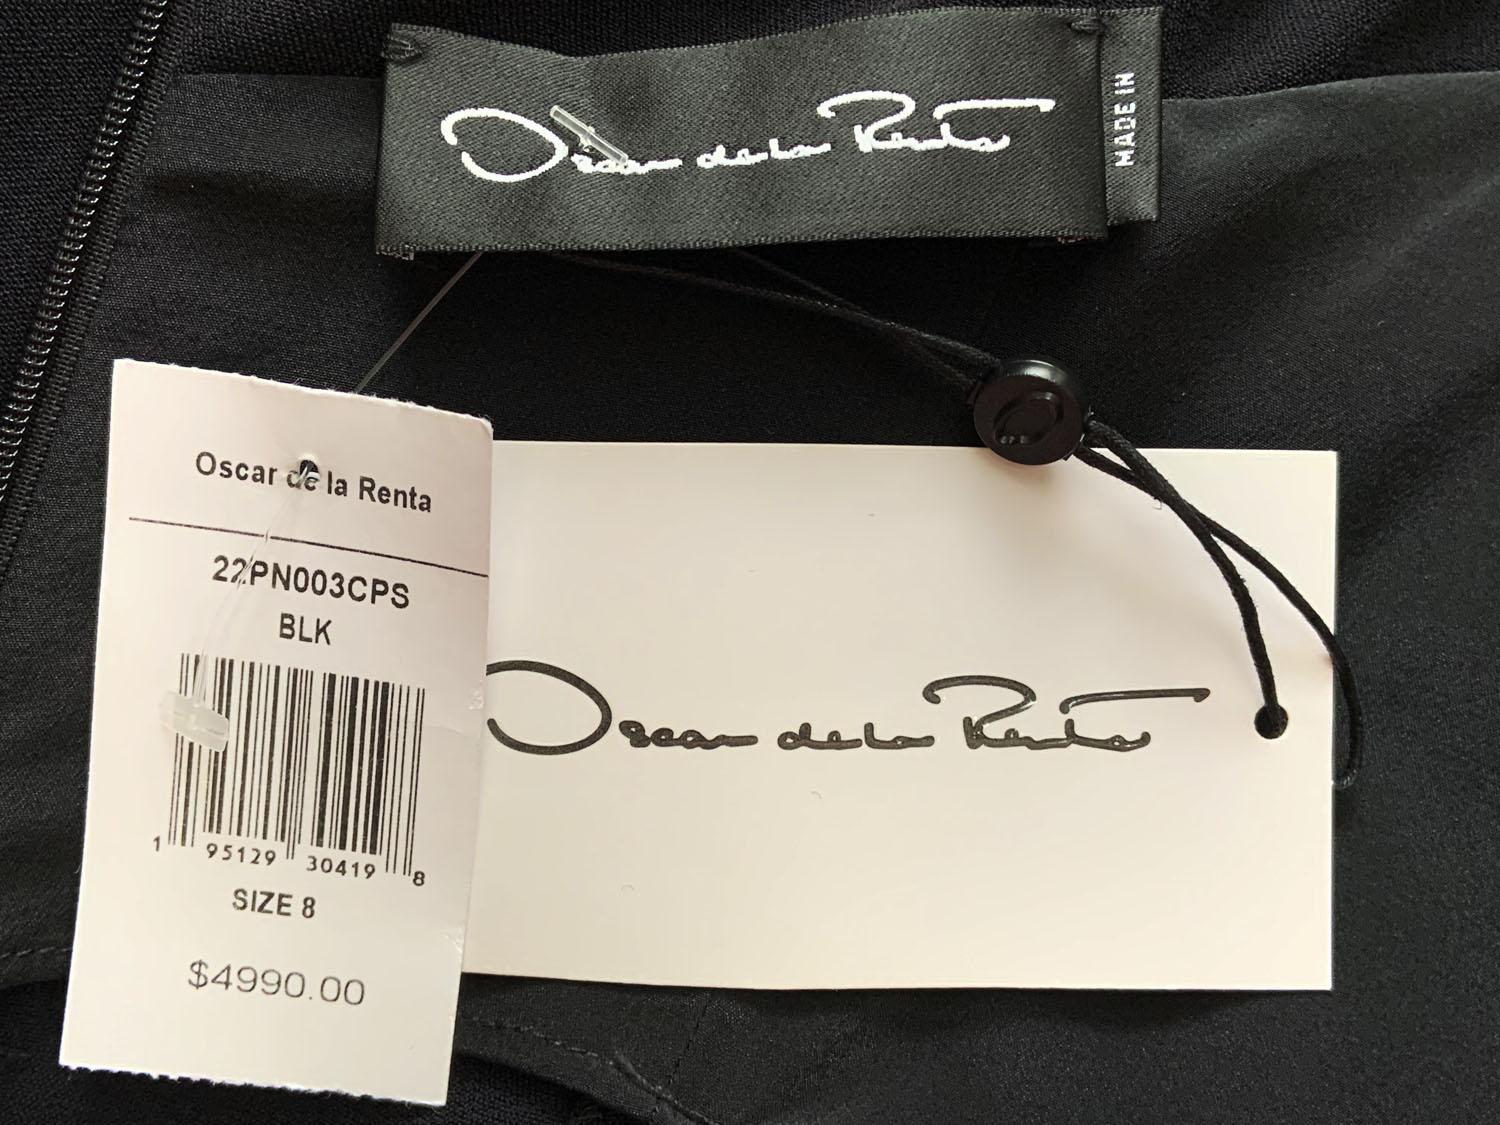 Oscar de la Renta
MADE IN
Oscar de la Renta
22PN003CPS
BLK
1 95129 30419 8
SIZE 8
$4990.00
Oscar de la Renta